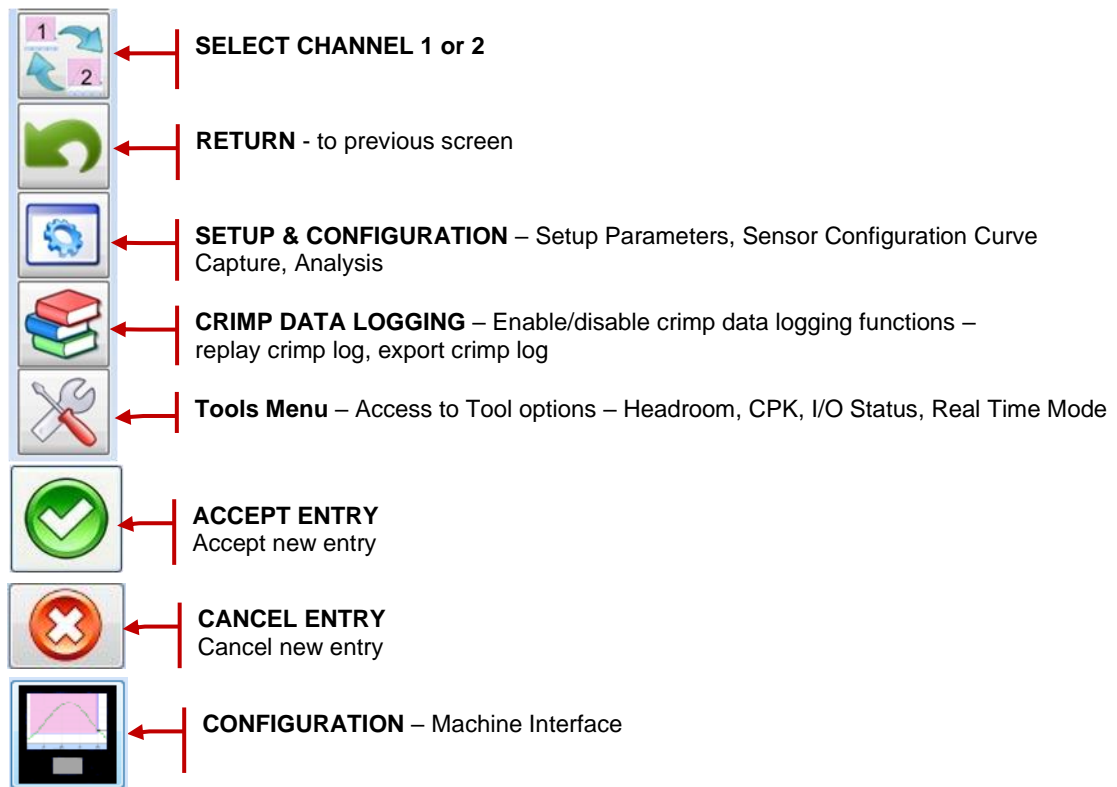 1
2
SELECT CHANNEL 1 or 2
RETURN - to previous screen
SETUP & CONFIGURATION – Setup Parameters, Sensor Configuration Curve
Capture, Analysis
CRIMP DATA LOGGING – Enable/disable crimp data logging functions –
replay crimp log, export crimp log
Tools Menu – Access to Tool options – Headroom, CPK, I/O Status, Real Time Mode
ACCEPT ENTRY
Accept new entry
CANCEL ENTRY
Cancel new entry
CONFIGURATION – Machine Interface